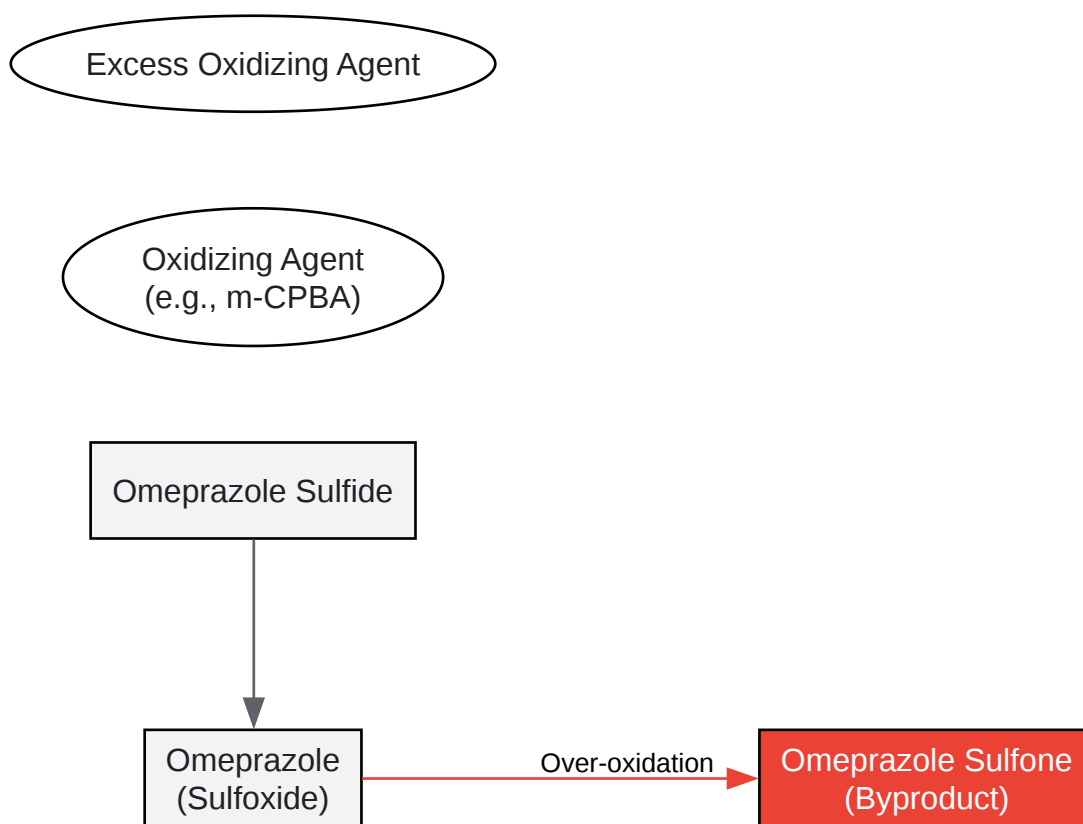 Excess Oxidizing Agent
Oxidizing Agent
(e.g., m-CPBA)
Omeprazole Sulfide
Omeprazole
(Sulfoxide)
Over-oxidation
Omeprazole Sulfone
(Byproduct)